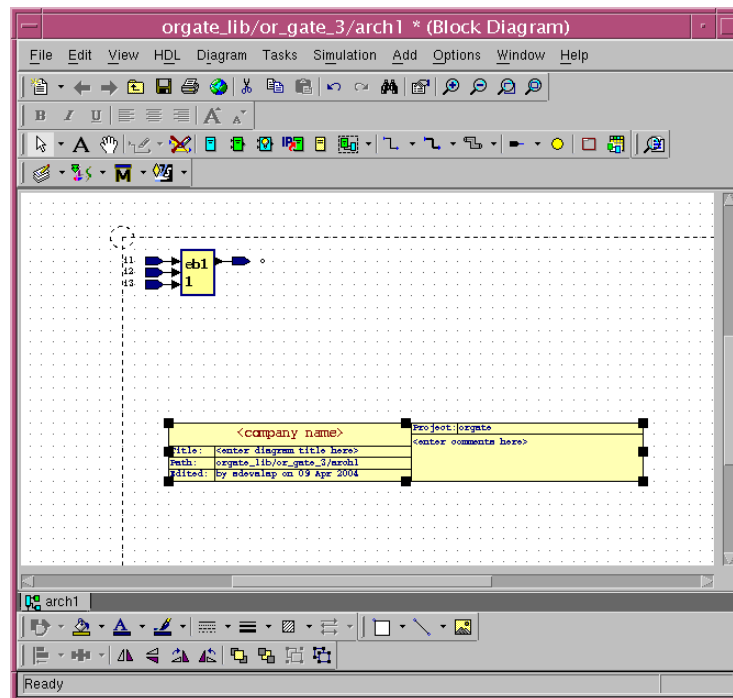 orgate_lib/or_gate_3/arch1 * (Block Diagram)
File Edit View HDL Diagram Tasks Simulation Add Options Window Help
B I U A A
A IP
M
i1
eb1
i2
o
i3
1
<company name>
Project: orgate
<enter comments here>
Title: <enter diagram title here>
Path: orgate_lib/or_gate_3/arch1
Edited: by sdevalap on 09 Apr 2004
arch1
A
Ready